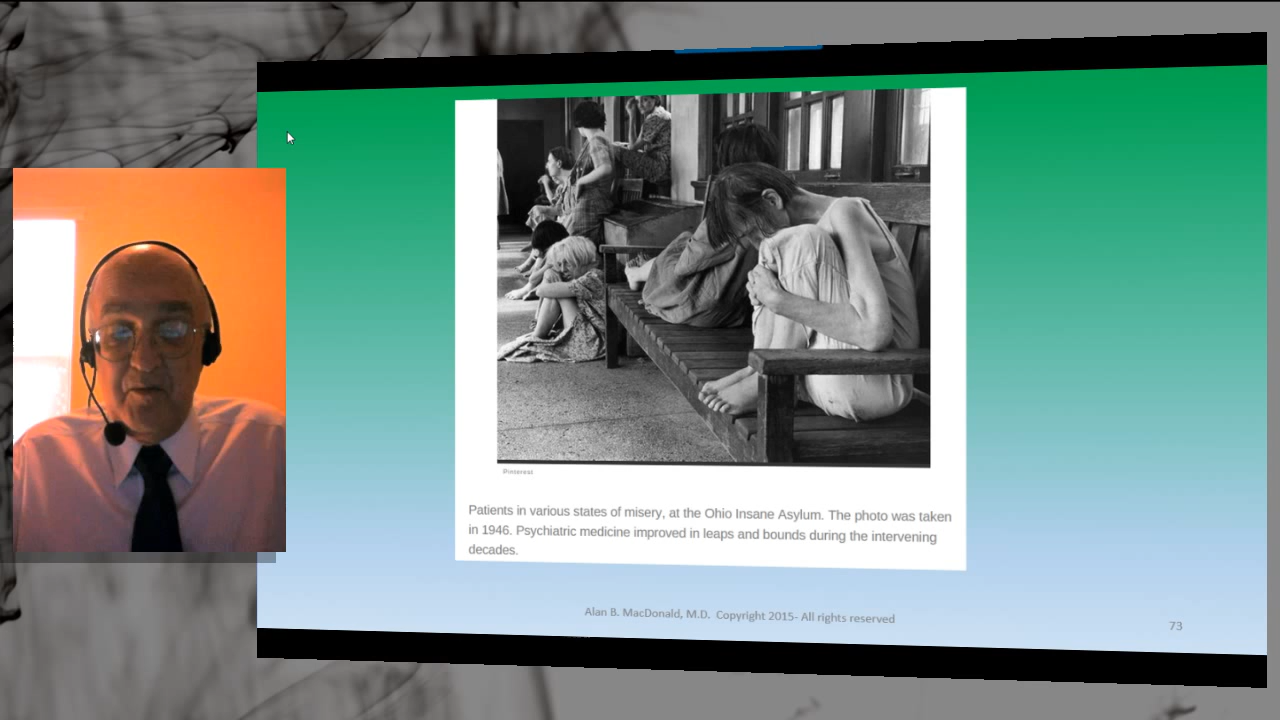 Pinterest
Patients in various states of misery, at the Ohio Insane Asylum. The photo was taken
in 1946. Psychiatric medicine improved in leaps and bounds during the intervening
decades.
Alan B. MacDonald, M.D. Copyright 2015- All rights reserved
73